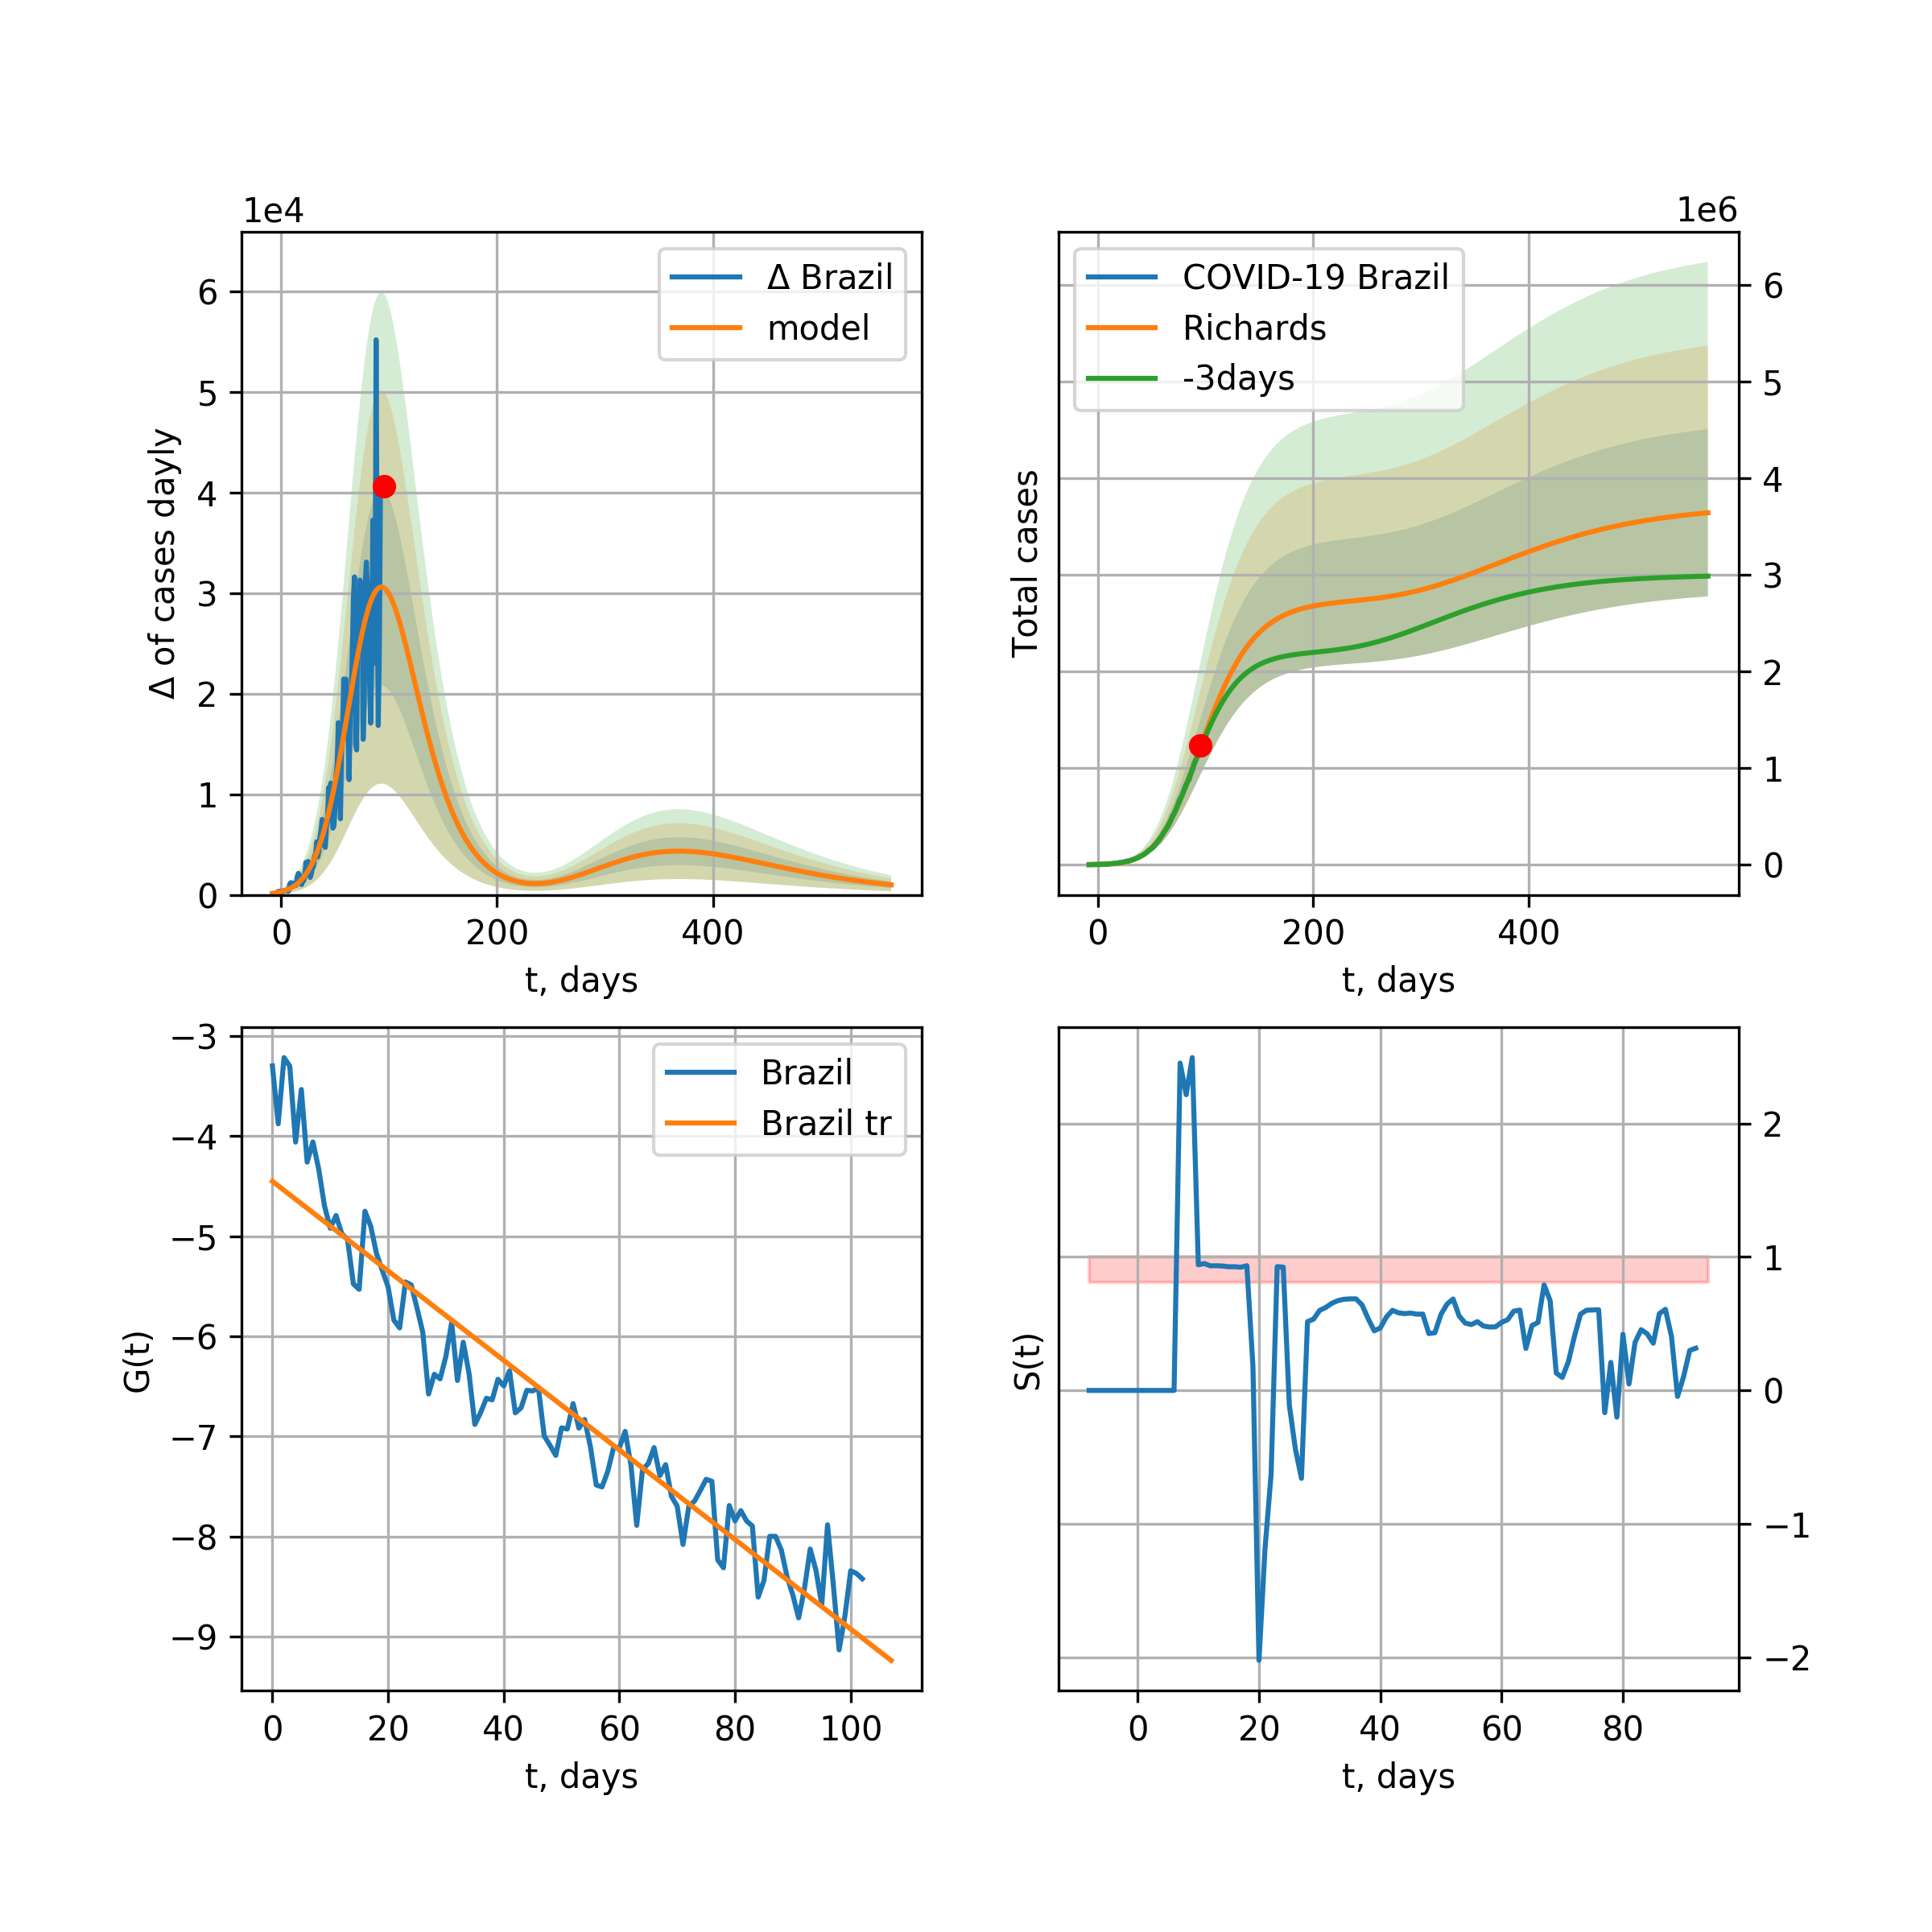 1e4
Δ of cases dayly
6
5
4
3
2
1
0
Δ Brazil
model
0 200 400
t, days
1e6
Total cases
COVID-19 Brazil
Richards
-3days
6
5
4
3
2
1
0
0 200 400
t, days
G(t)
−3
−4
−5
−6
−7
−8
−9
Brazil
Brazil tr
0 20 40 60 80 100
t, days
S(t)
2
1
0
−1
−2
0 20 40 60 80
t, days